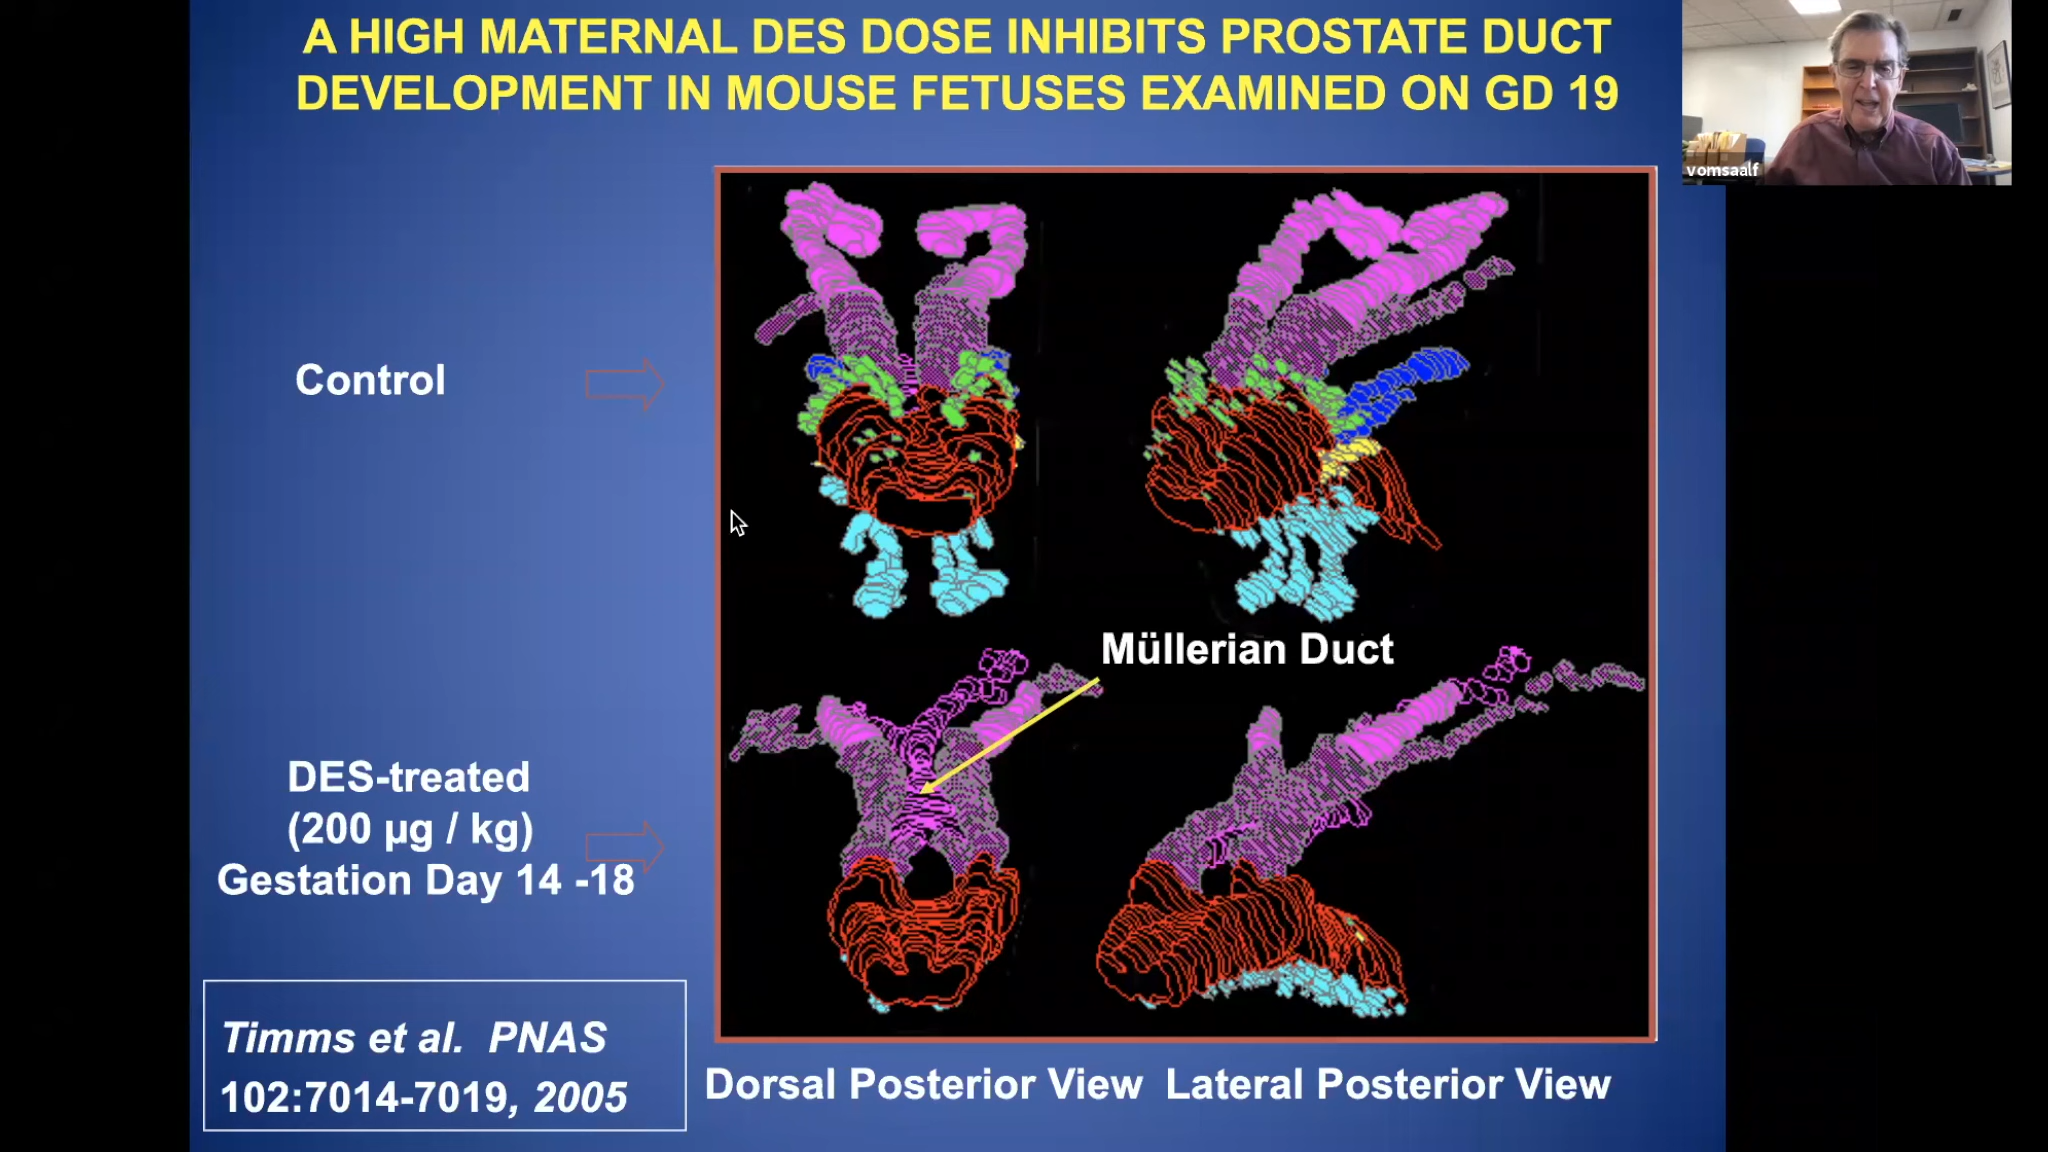 A HIGH MATERNAL DES DOSE INHIBITS PROSTATE DUCT
DEVELOPMENT IN MOUSE FETUSES EXAMINED ON GD 19
vomsaalf
Control
Müllerian Duct
DES-treated
(200 µg / kg)
Gestation Day 14 -18
Timms et al. PNAS
102:7014-7019, 2005
Dorsal Posterior View Lateral Posterior View